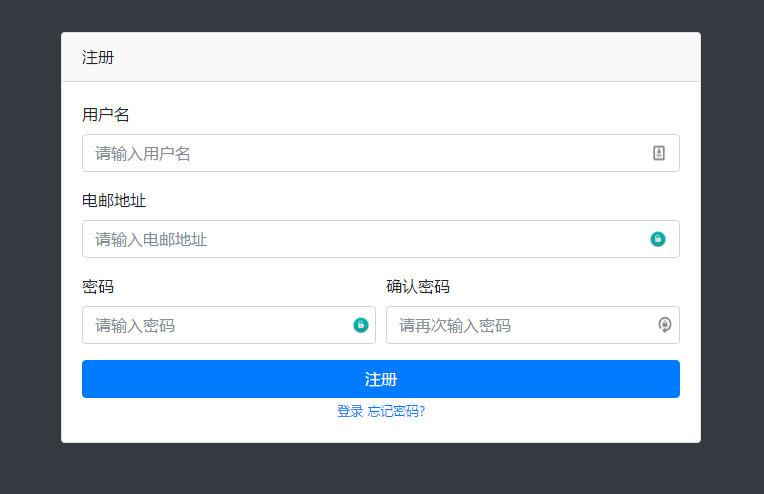 注册
用户名
请输入用户名
电邮地址
请输入电邮地址
密码 确认密码
请输入密码 请再次输入密码
注册
登录 忘记密码?